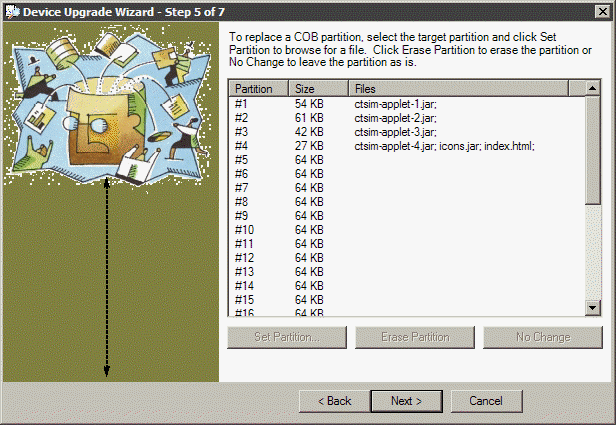 Device Upgrade Wizard - Step 5 of 7
To replace a COB partition, select the target partition and click Set
Partition to browse for a file. Click Erase Partition to erase the partition or
No Change to leave the partition as is.
Partition Size Files
#1 54 KB ctsim-applet-1.jar;
#2 61 KB ctsim-applet-2.jar;
#3 42 KB ctsim-applet-3.jar;
#4 27 KB ctsim-applet-4.jar; icons.jar; index.html;
#5 64 KB
#6 64 KB
#7 64 KB
#8 64 KB
#9 64 KB
#10 64 KB
#11 64 KB
#12 64 KB
#13 64 KB
#14 64 KB
#15 64 KB
#16 64 KB
Set Partition... Erase Partition No Change
< Back Next > Cancel